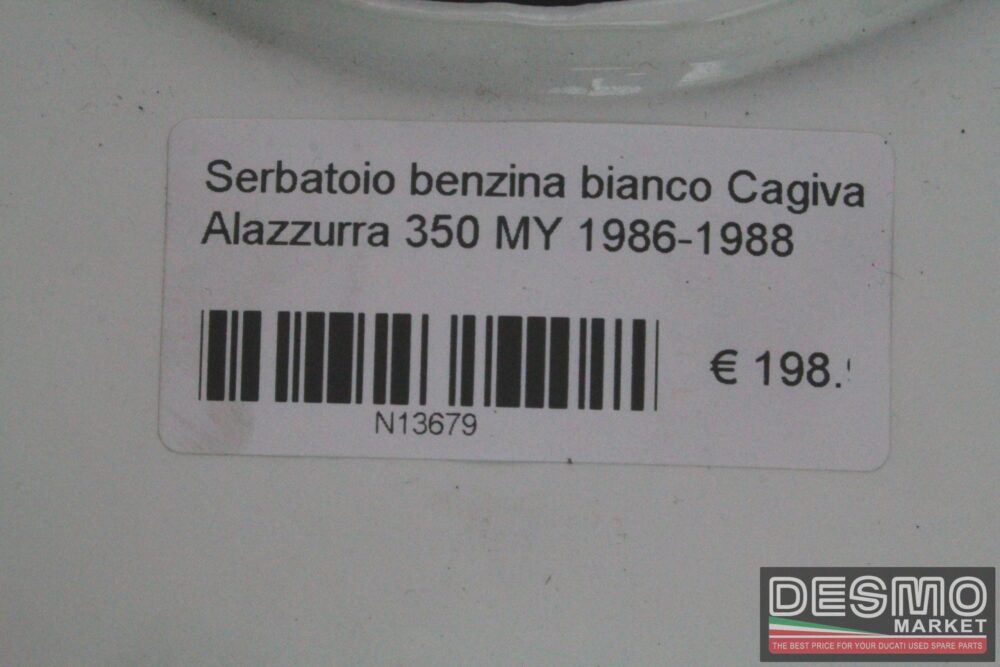 Serbatoio benzina bianco Cagiva
Alazzurra 350 MY 1986-1988
€ 198.
N13679
DESMO
MARKET
THE BEST PRICE FOR YOUR DUCATI USED SPARE PARTS